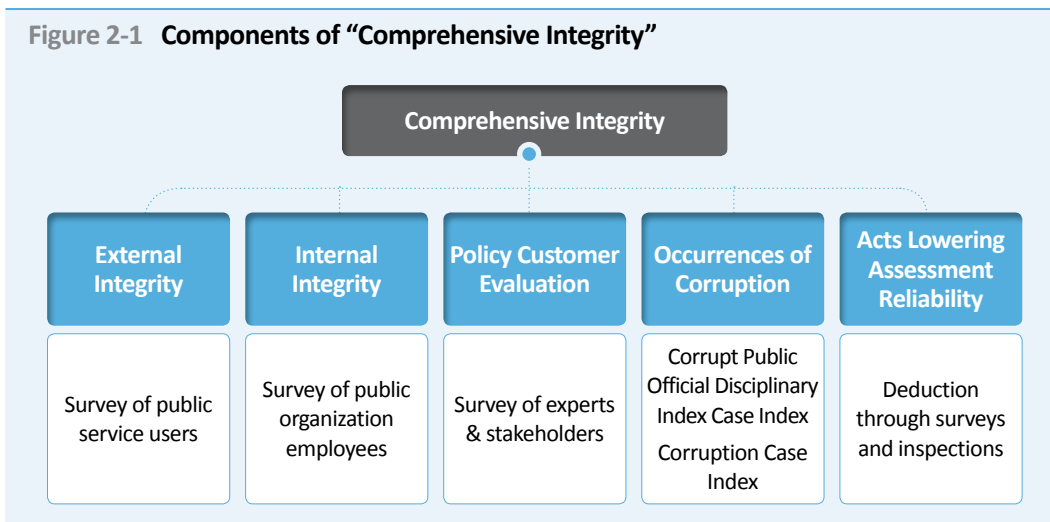 Figure 2-1 Components of “Comprehensive Integrity”
Comprehensive Integrity
External
Integrity
Survey of public
service users
Internal
Integrity
Survey of public
organization
employees
Policy Customer
Evaluation
Survey of experts
& stakeholders
Occurrences of
Corruption
Corrupt Public
Official Disciplinary
Index Case Index
Corruption Case
Index
Acts Lowering
Assessment
Reliability
Deduction
through surveys
and inspections